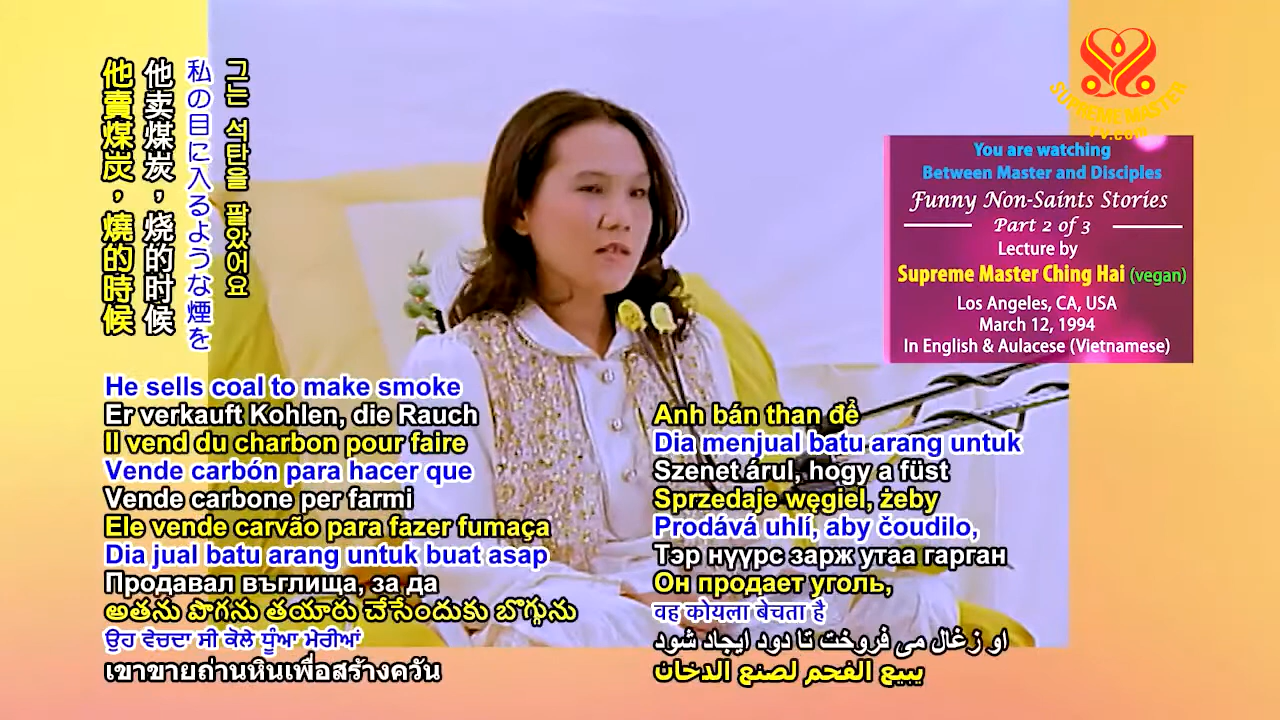 SUPREME MASTER
TV.COM
You are watching
Between Master and Disciples
Funny Non-Saints Stories
Part 2 of 3
Lecture by
Supreme Master Ching Hai (vegan)
Los Angeles, CA, USA
March 12, 1994
In English & Aulacese (Vietnamese)
他賣煤炭，燒的時候
他卖煤炭，烧的时候
私の目に入るような煙を
그는 석탄을 팔았어요
He sells coal to make smoke
Er verkauft Kohlen, die Rauch
Il vend du charbon pour faire
Vende carbón para hacer que
Vende carbone per farmi
Ele vende carvão para fazer fumaça
Dia jual batu arang untuk buat asap
Продавал въглища, за да
అతను పొగను తయారు చేసేందుకు బొగ్గును
ਉਹ ਵੇਚਦਾ ਸੀ ਕੋਲੇ ਧੂੰਆ ਮੇਰੀਆਂ
เขาขายถ่านหินเพื่อสร้างควัน
Anh bán than để
Dia menjual batu arang untuk
Szenet árul, hogy a füst
Sprzedaje węgiel, żeby
Prodává uhlí, aby čoudilo,
Тэр нүүрс зарж утаа гарган
Он продает уголь,
वह कोयला बेचता है
او زغال می فروخت تا دود ایجاد شود
يبيع الفحم لصنع الدخان